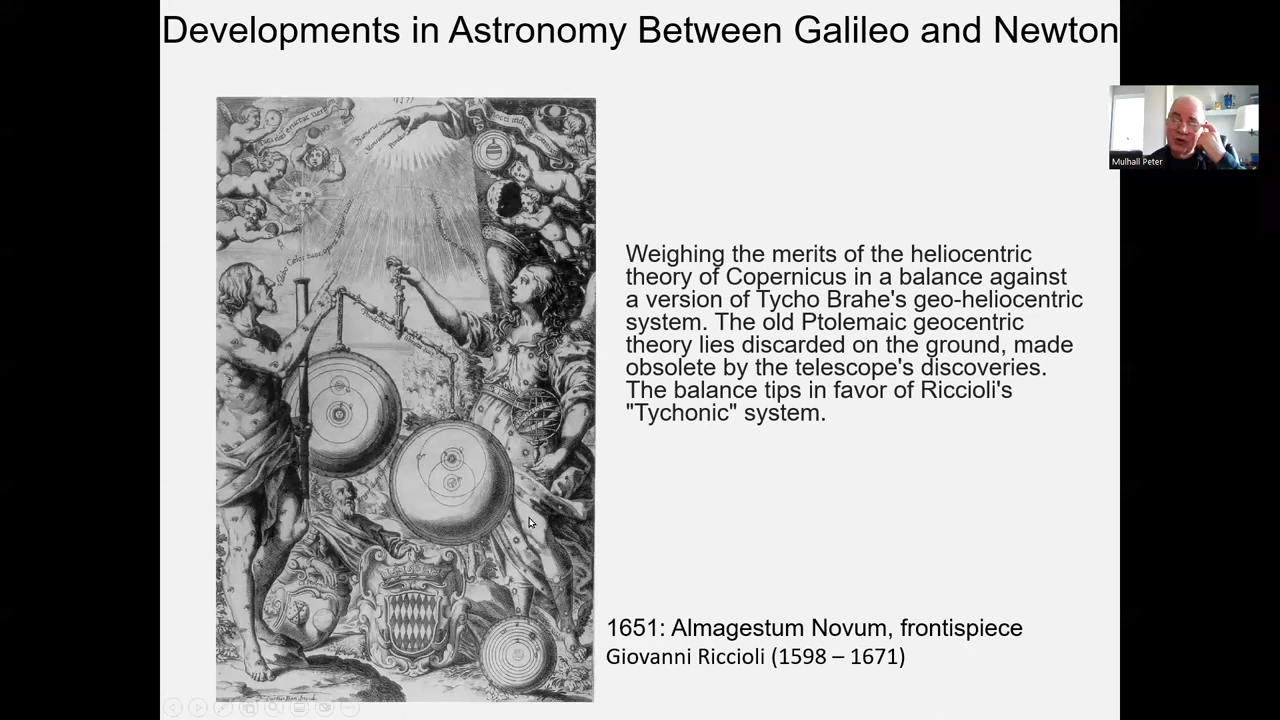 Developments in Astronomy Between Galileo and Newton
Mulhall Peter
Weighing the merits of the heliocentric
theory of Copernicus in a balance against
a version of Tycho Brahe's geo-heliocentric
system. The old Ptolemaic geocentric
theory lies discarded on the ground, made
obsolete by the telescope's discoveries.
The balance tips in favor of Riccioli's
"Tychonic" system.
1651: Almagestum Novum, frontispiece
Giovanni Riccioli (1598 – 1671)